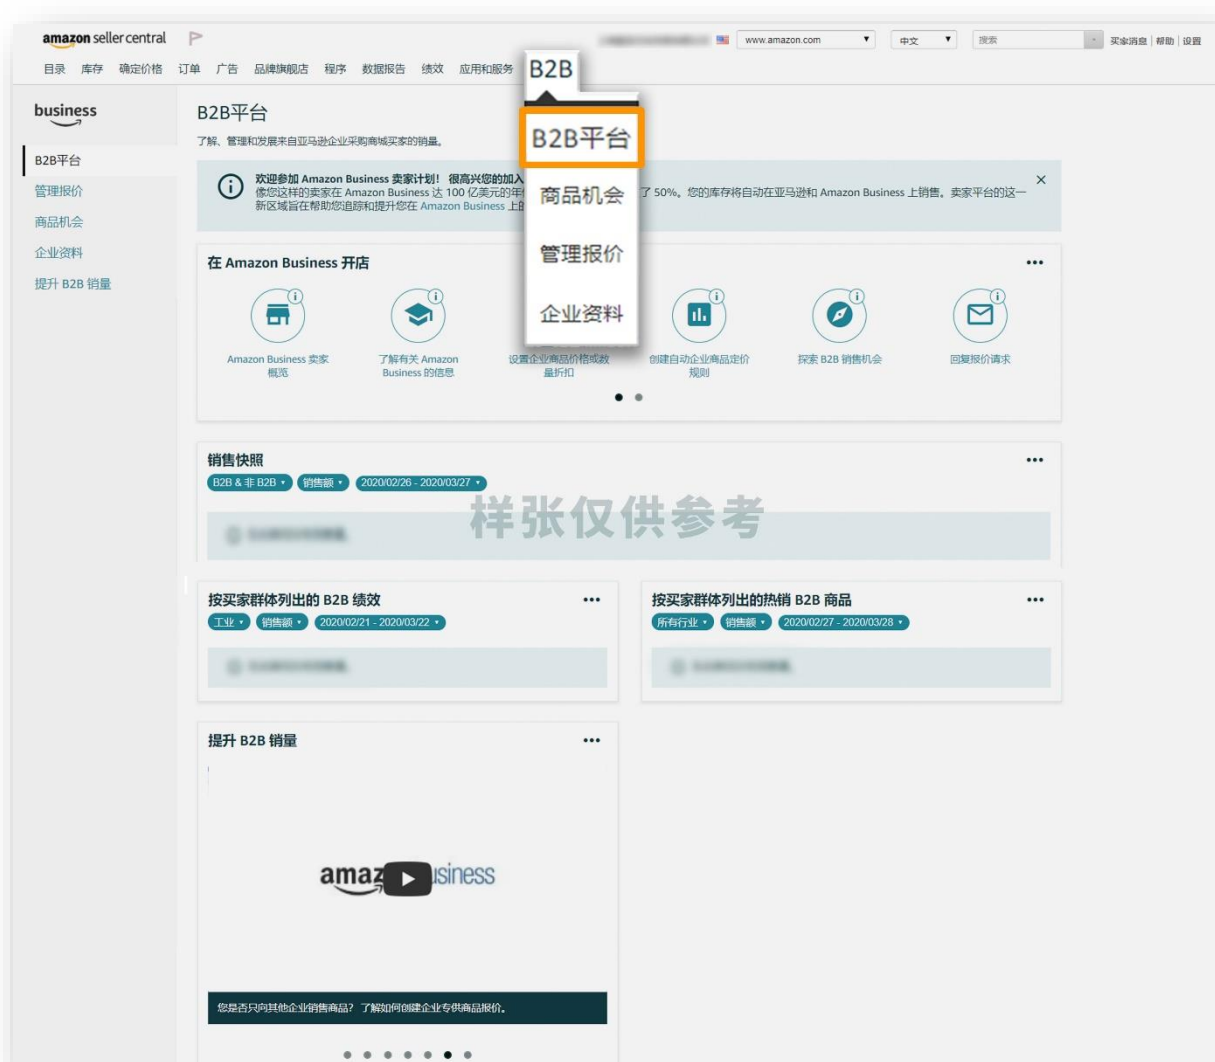 amazon seller central
www.amazon.com
中文
搜索
买家消息 | 帮助 | 设置
目录 库存 确定价格 订单 广告 品牌旗舰店 程序 数据报告 绩效 应用和服务 B2B
B2B平台
商品机会
管理报价
企业资料
business
B2B平台
管理报价
商品机会
企业资料
提升 B2B 销量
B2B平台
了解、管理和发展来自亚马逊企业采购商城买家的销量。
欢迎参加 Amazon Business 卖家计划! 很高兴您的加入
像您这样的卖家在 Amazon Business 达 100 亿美元的年 了 50%。您的库存将自动在亚马逊和 Amazon Business 上销售。卖家平台的这一
新区域旨在帮助您追踪和提升您在 Amazon Business 上的
在 Amazon Business 开店
Amazon Business 卖家
概览
了解有关 Amazon
Business 的信息
设置企业商品价格或数
量折扣
创建自动企业商品定价
规则
探索 B2B 销售机会
回复报价请求
销售快照
B2B & 非 B2B
销售额
2020/02/26 - 2020/03/27
样张仅供参考
按买家群体列出的 B2B 绩效
工业
销售额
2020/02/21 - 2020/03/22
按买家群体列出的热销 B2B 商品
所有行业
销售额
2020/02/27 - 2020/03/28
提升 B2B 销量
amaz usiness
您是否只向其他企业销售商品? 了解如何创建企业专供商品报价。